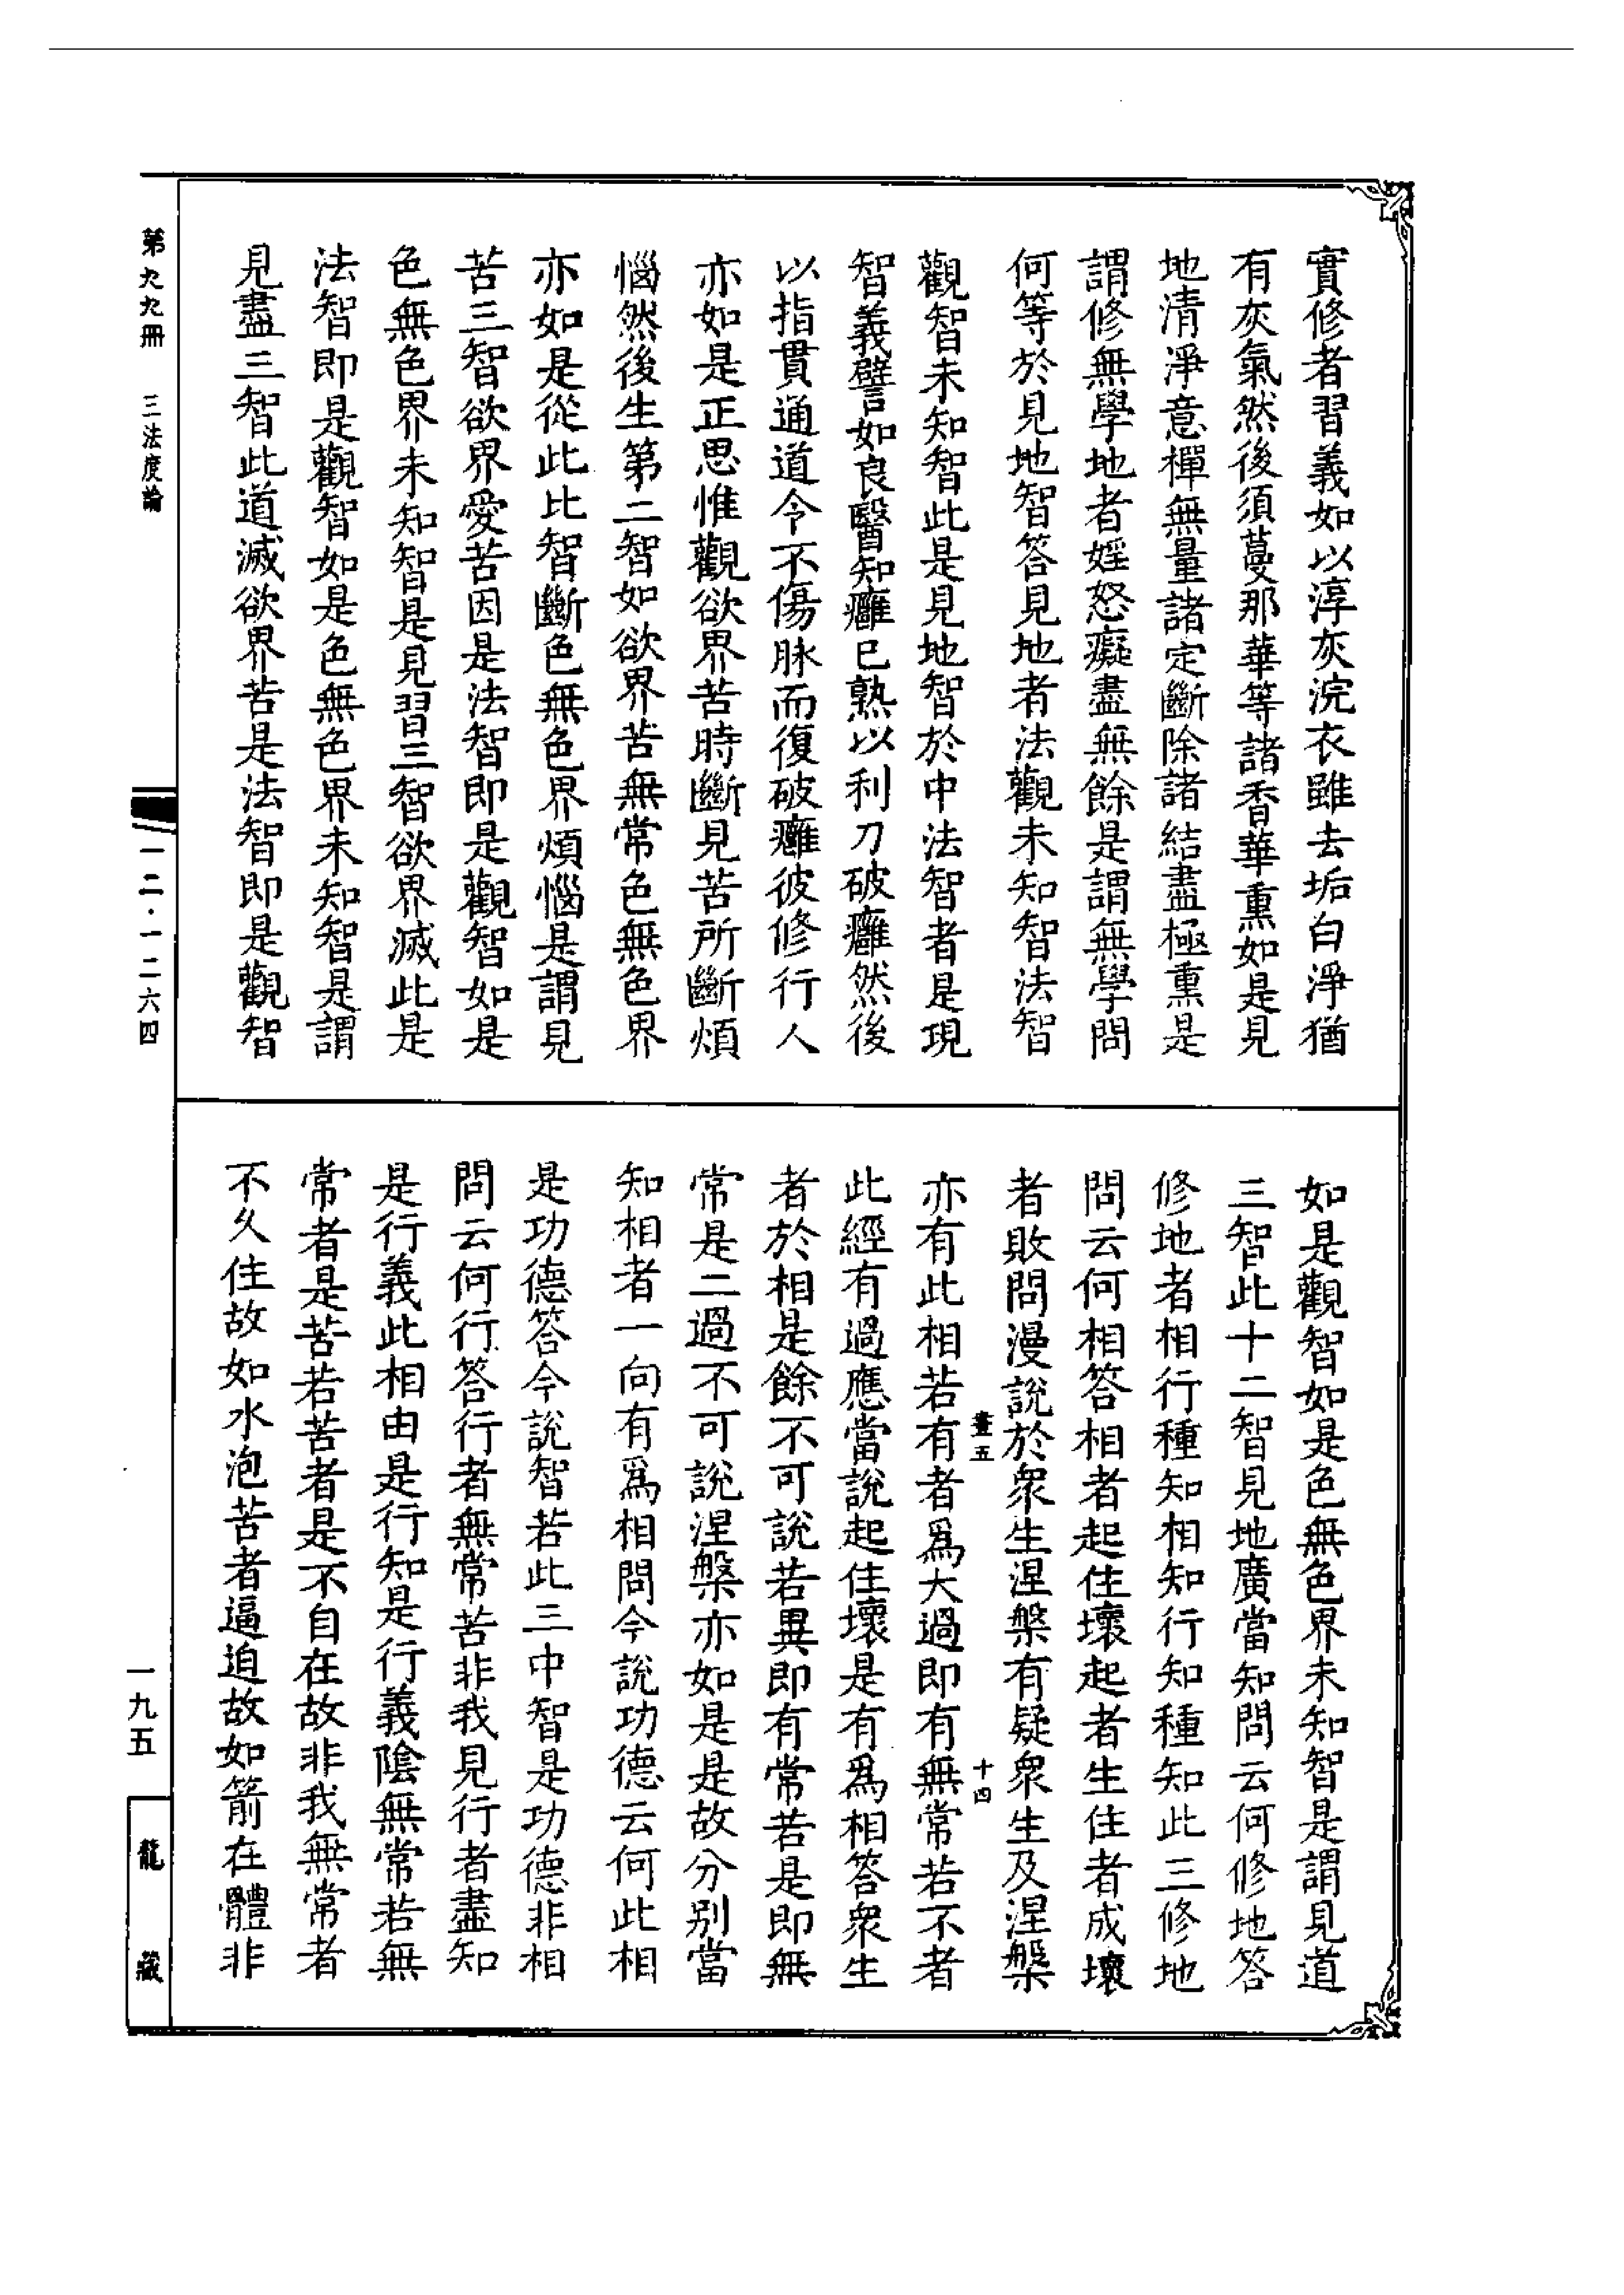 實修者習義如以淳灰浣衣雖去垢白淨猶
有灰氣然後須蔓那華等諸香華熏如是見
地清淨意樿無量諸定斷除諸結盡極熏是
謂修無學地者婬怒癡盡無餘是謂無學問
何等於見地智答見地者法觀未知智法智
觀智未知智此是見地智於中法智者是現
智義譬如良醫知癰已熟以利刀破癰然後
以指貫通道令不傷脉而復破癰彼修行人
亦如是正思惟觀欲界苦時斷見苦所斷煩
惱然後生第二智如欲界苦無常色無色界
亦如是從此比智斷色無色界煩惱是謂見
苦三智欲界愛苦因是法智即是觀智如是
色無色界未知智是見習三智欲界滅此是
法智即是觀智如是色無色界未知智是謂
見盡三智此道滅欲界苦是法智即是觀智
如是觀智如是色無色界未知智是謂見道
三智此十二智見地廣當知問云何修地答
修地者相行種知相知行知種知此三修地
問云何相答相者起住壞起者生住者成壞
者敗問漫說於衆生涅槃有疑衆生及涅槃
畫五
十四
亦有此相若有者爲大過即有無常若不者
此經有過應當說起住壞是有爲相答衆生
者於相是餘不可說若異即有常若是即無
常是二過不可說涅槃亦如是是故分別當
知相者一向有爲相問今說功德云何此相
是功德答今說智若此三中智是功德非相
問云何行答行者無常苦非我見行者盡知
是行義此相由是行知是行義陰無常若無
常者是苦若苦者是不自在故非我無常者
不久住故如水泡苦者逼迫故如箭在體非
第九九冊
三法度論
一二·一二六四
一九五
龍藏